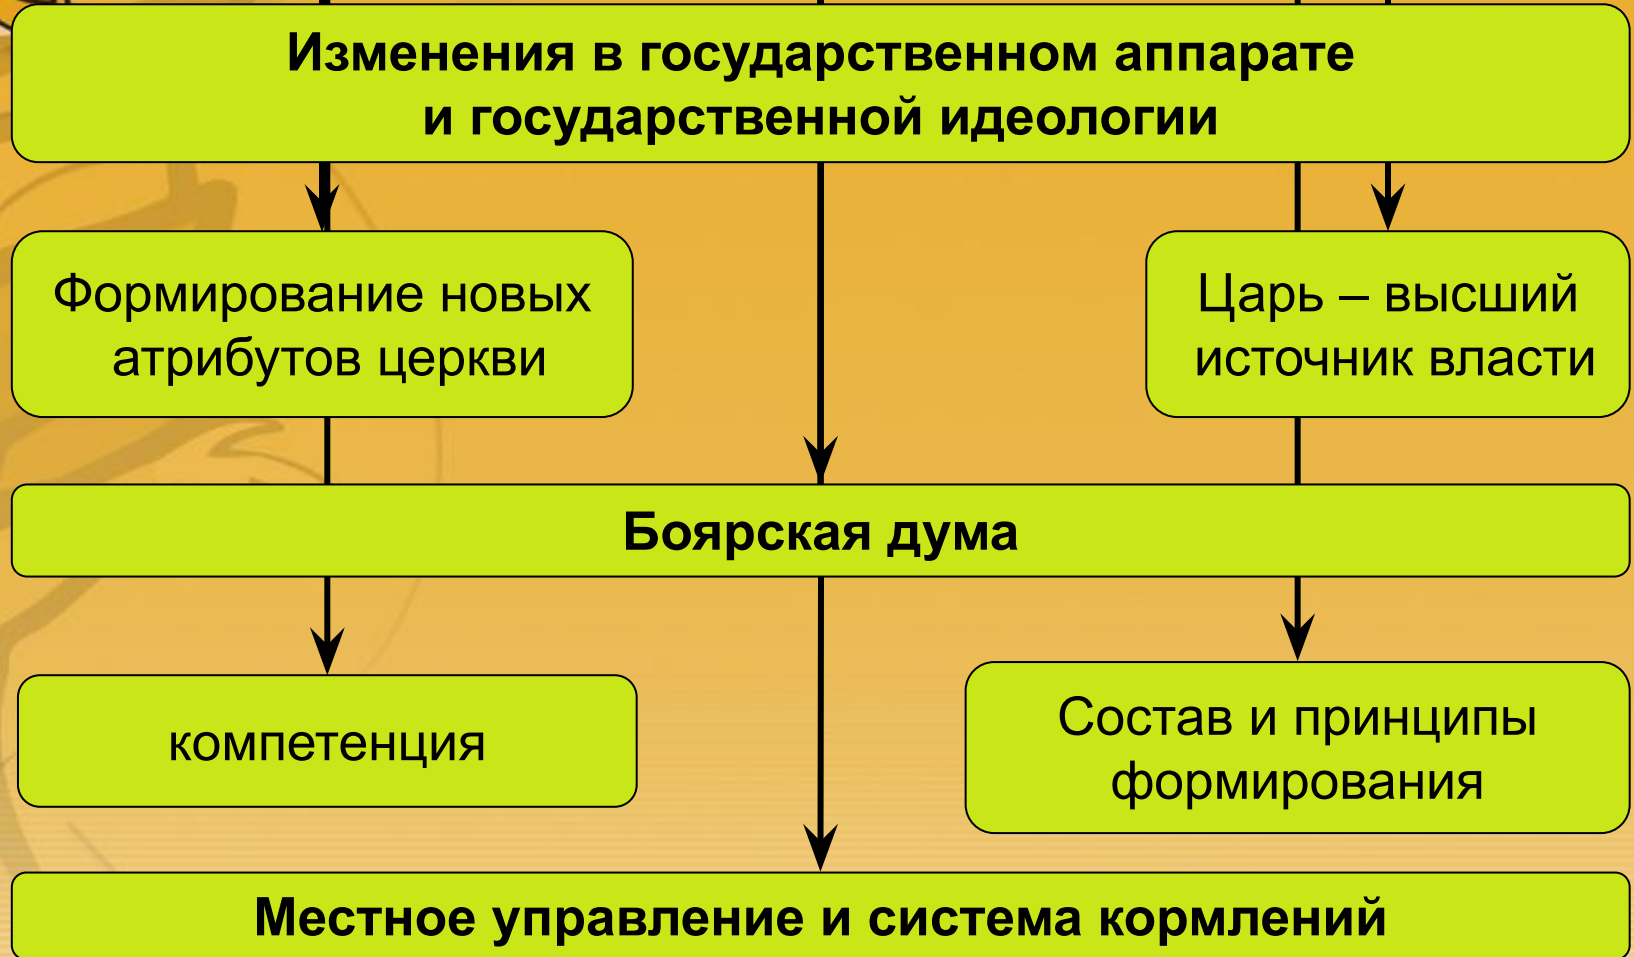 Изменения в государственном аппарате
и государственной идеологии
Формирование новых
атрибутов церкви
Царь – высший
источник власти
Боярская дума
компетенция
Состав и принципы
формирования
Местное управление и система кормлений